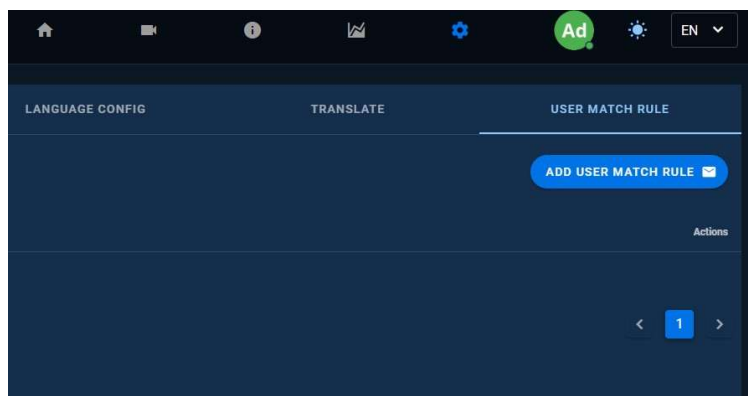 Ad EN
LANGUAGE CONFIG TRANSLATE USER MATCH RULE
ADD USER MATCH RULE
Actions
1